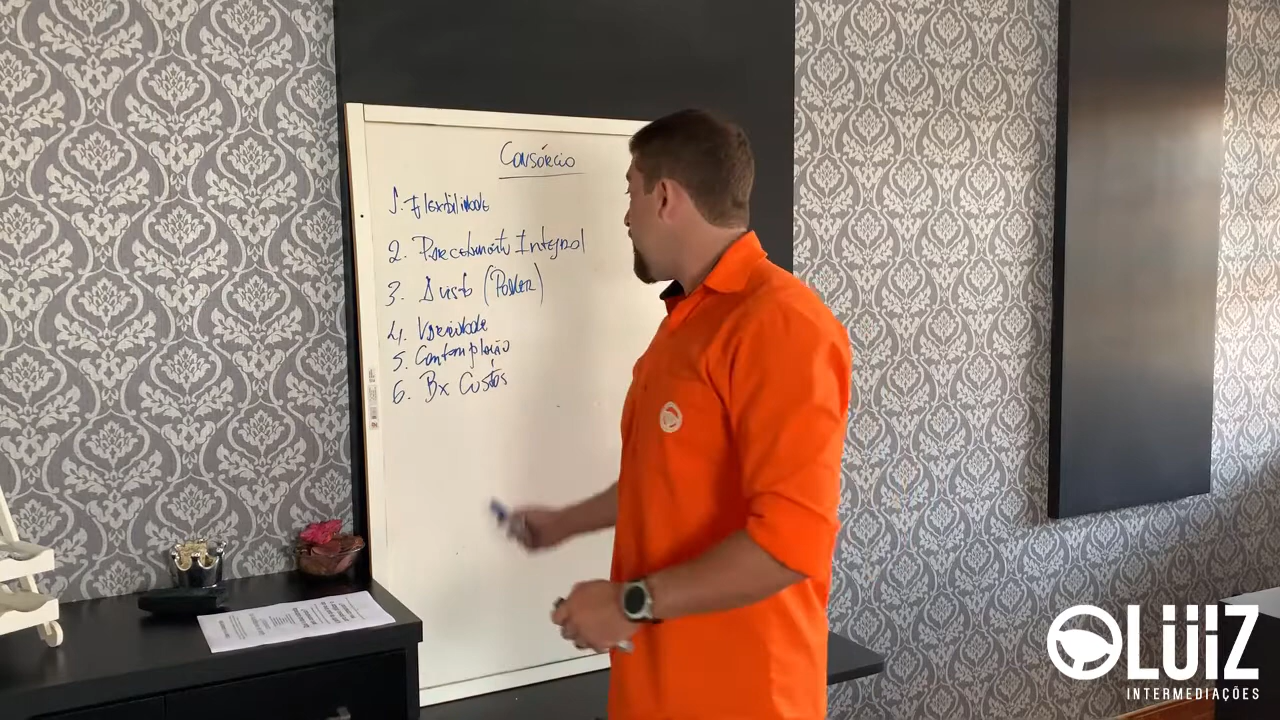 Consórcio
1. Flexibilidade
2. Parcelamento Integral
3. Custo (Poder)
4. Variedade
5. Contemplação
6. Bx Custos
LÜiZ
INTERMEDIAÇÕES